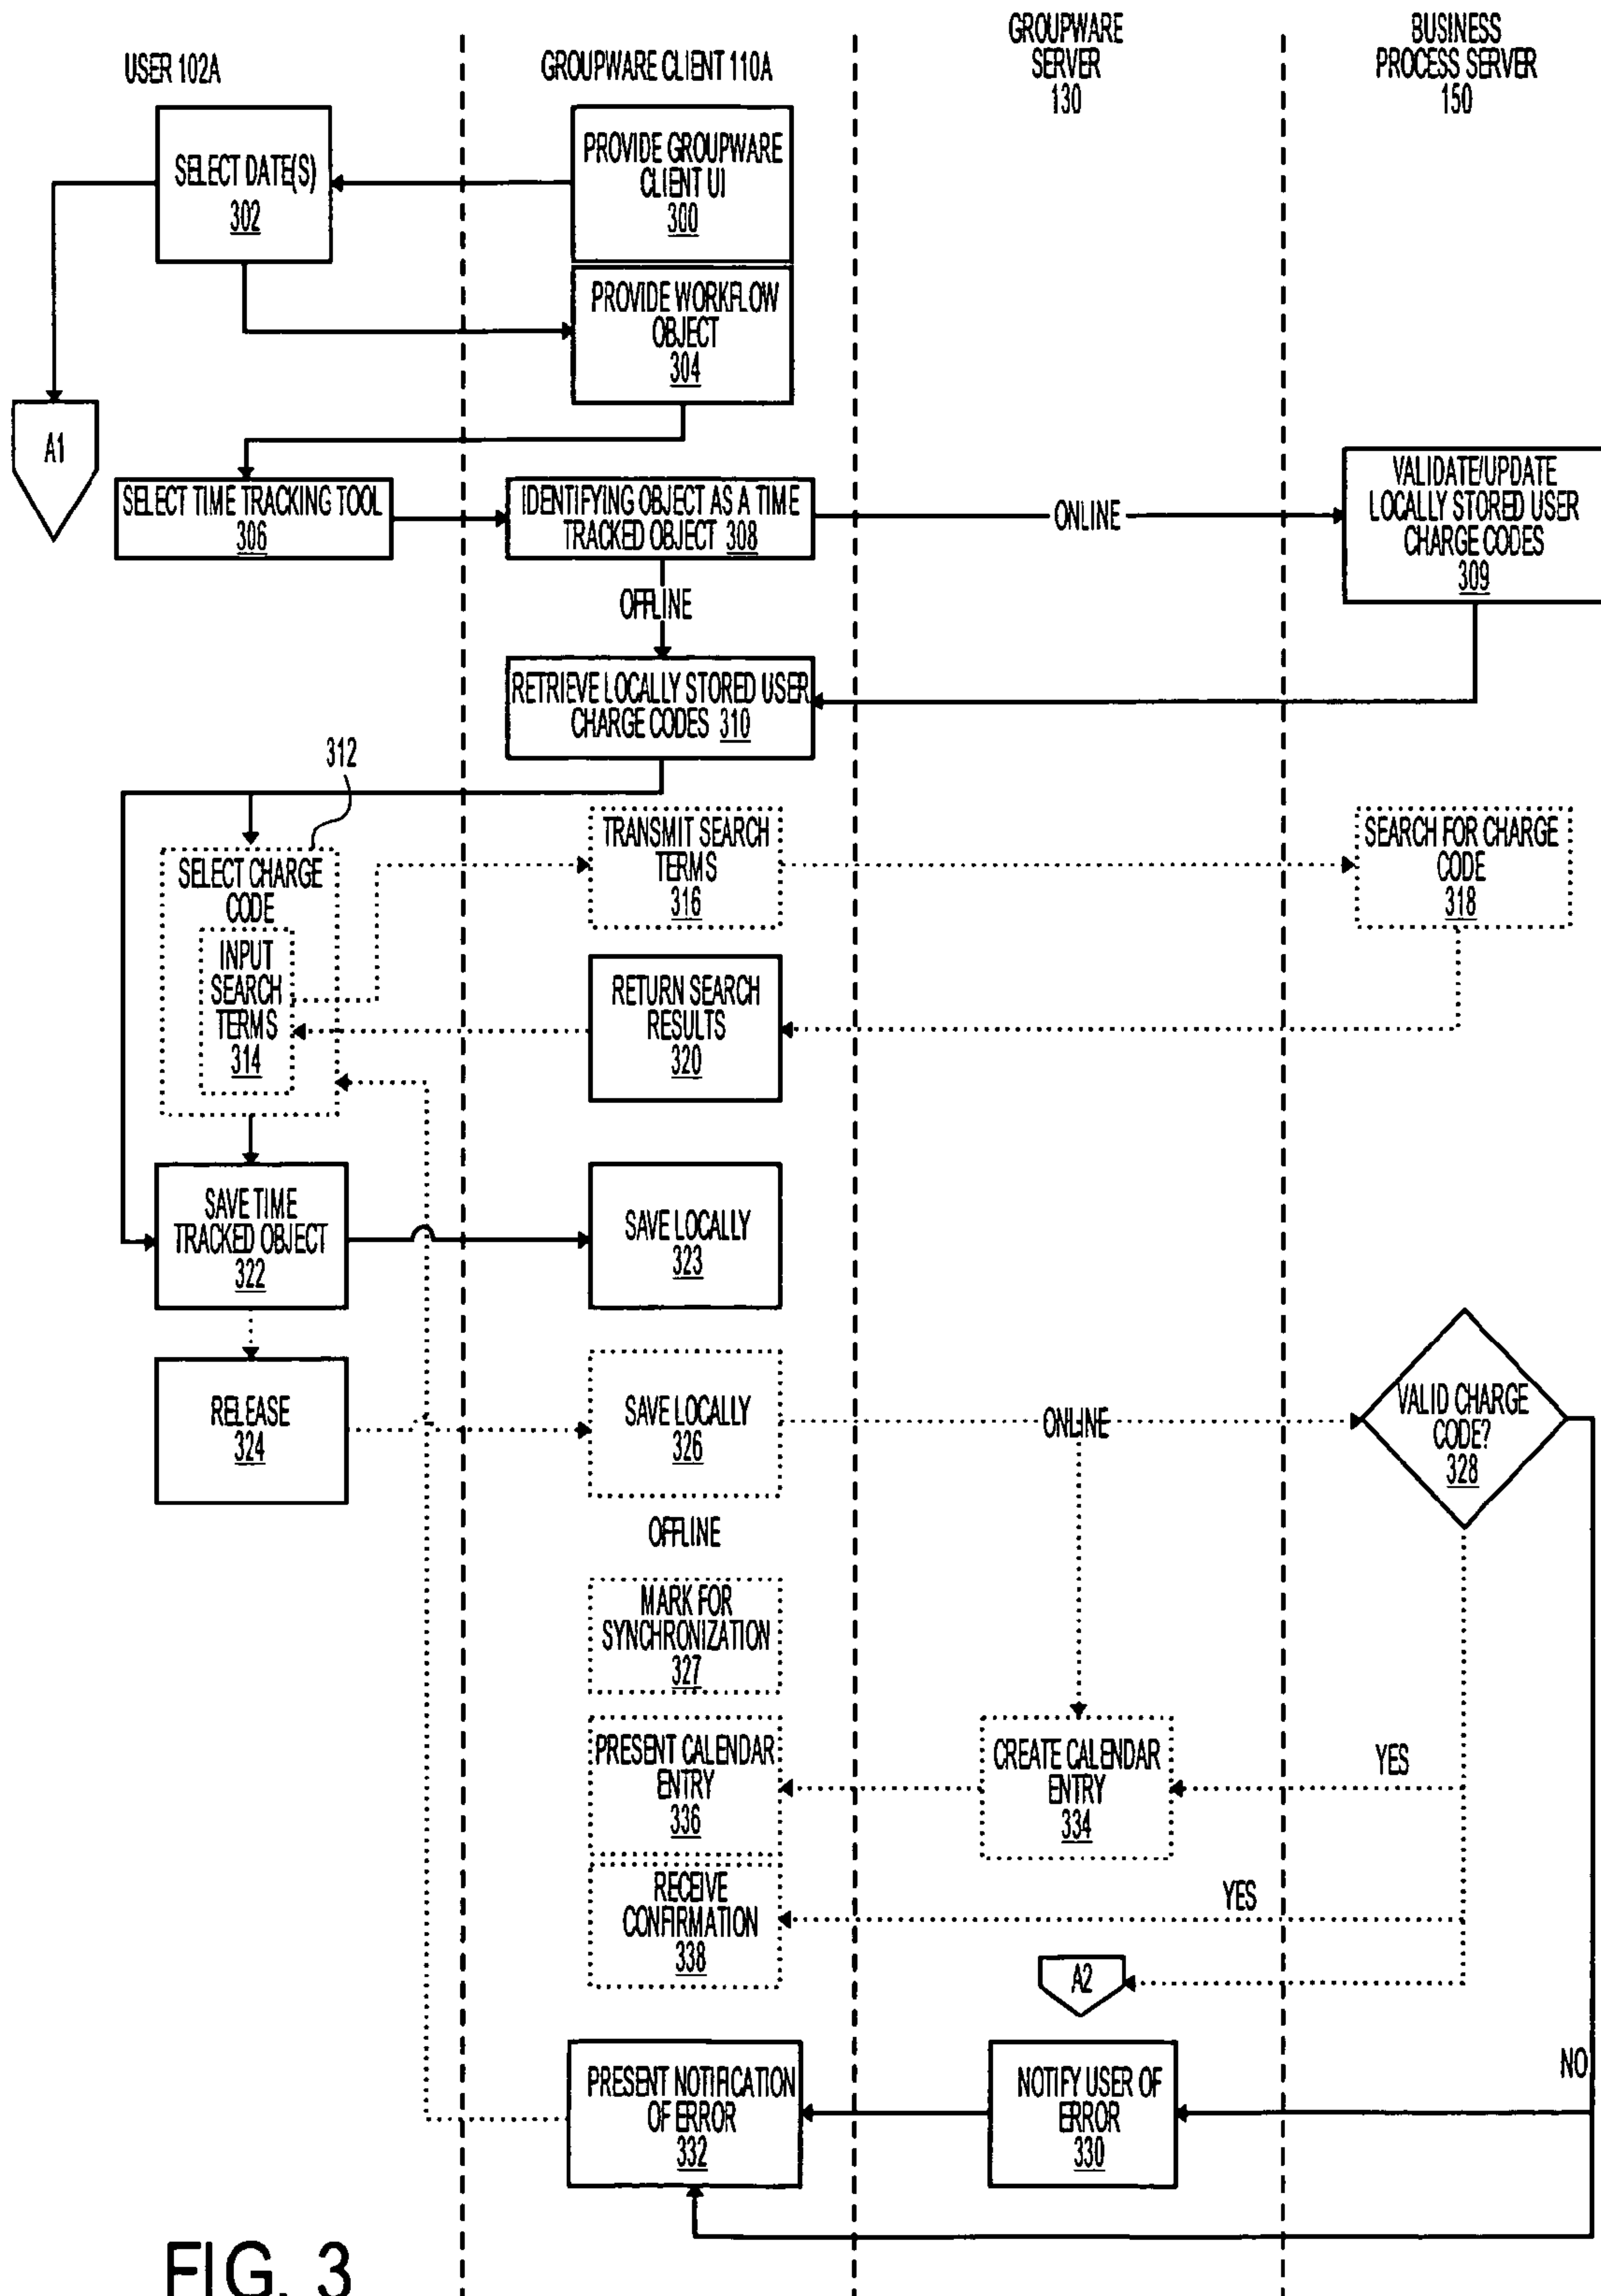 USER 102A
GROUPWARE CLIENT 110A
GROUPWARE
SERVER
130
BUSINESS
PROCESS SERVER
150
SELECT DATE(S)
302
PROVIDE GROUPWARE
CLIENT UI
300
PROVIDE WORKFLOW
OBJECT
304
A1
SELECT TIME TRACKING TOOL
306
IDENTIFYING OBJECT AS A TIME
TRACKED OBJECT 308
ONLINE
VALIDATE/UPDATE
LOCALLY STORED USER
CHARGE CODES
309
OFFLINE
RETRIEVE LOCALLY STORED USER
CHARGE CODES 310
312
SELECT CHARGE
CODE
INPUT
SEARCH
TERMS
314
TRANSMIT SEARCH
TERMS
316
SEARCH FOR CHARGE
CODE
318
RETURN SEARCH
RESULTS
320
SAVE TIME
TRACKED OBJECT
322
SAVE LOCALLY
323
RELEASE
324
SAVE LOCALLY
326
ONLINE
VALID CHARGE
CODE?
328
OFFLINE
MARK FOR
SYNCHRONIZATION
327
PRESENT CALENDAR
ENTRY
336
CREATE CALENDAR
ENTRY
334
YES
RECEIVE
CONFIRMATION
338
YES
A2
NO
PRESENT NOTIFICATION
OF ERROR
332
NOTIFY USER OF
ERROR
330
FIG. 3